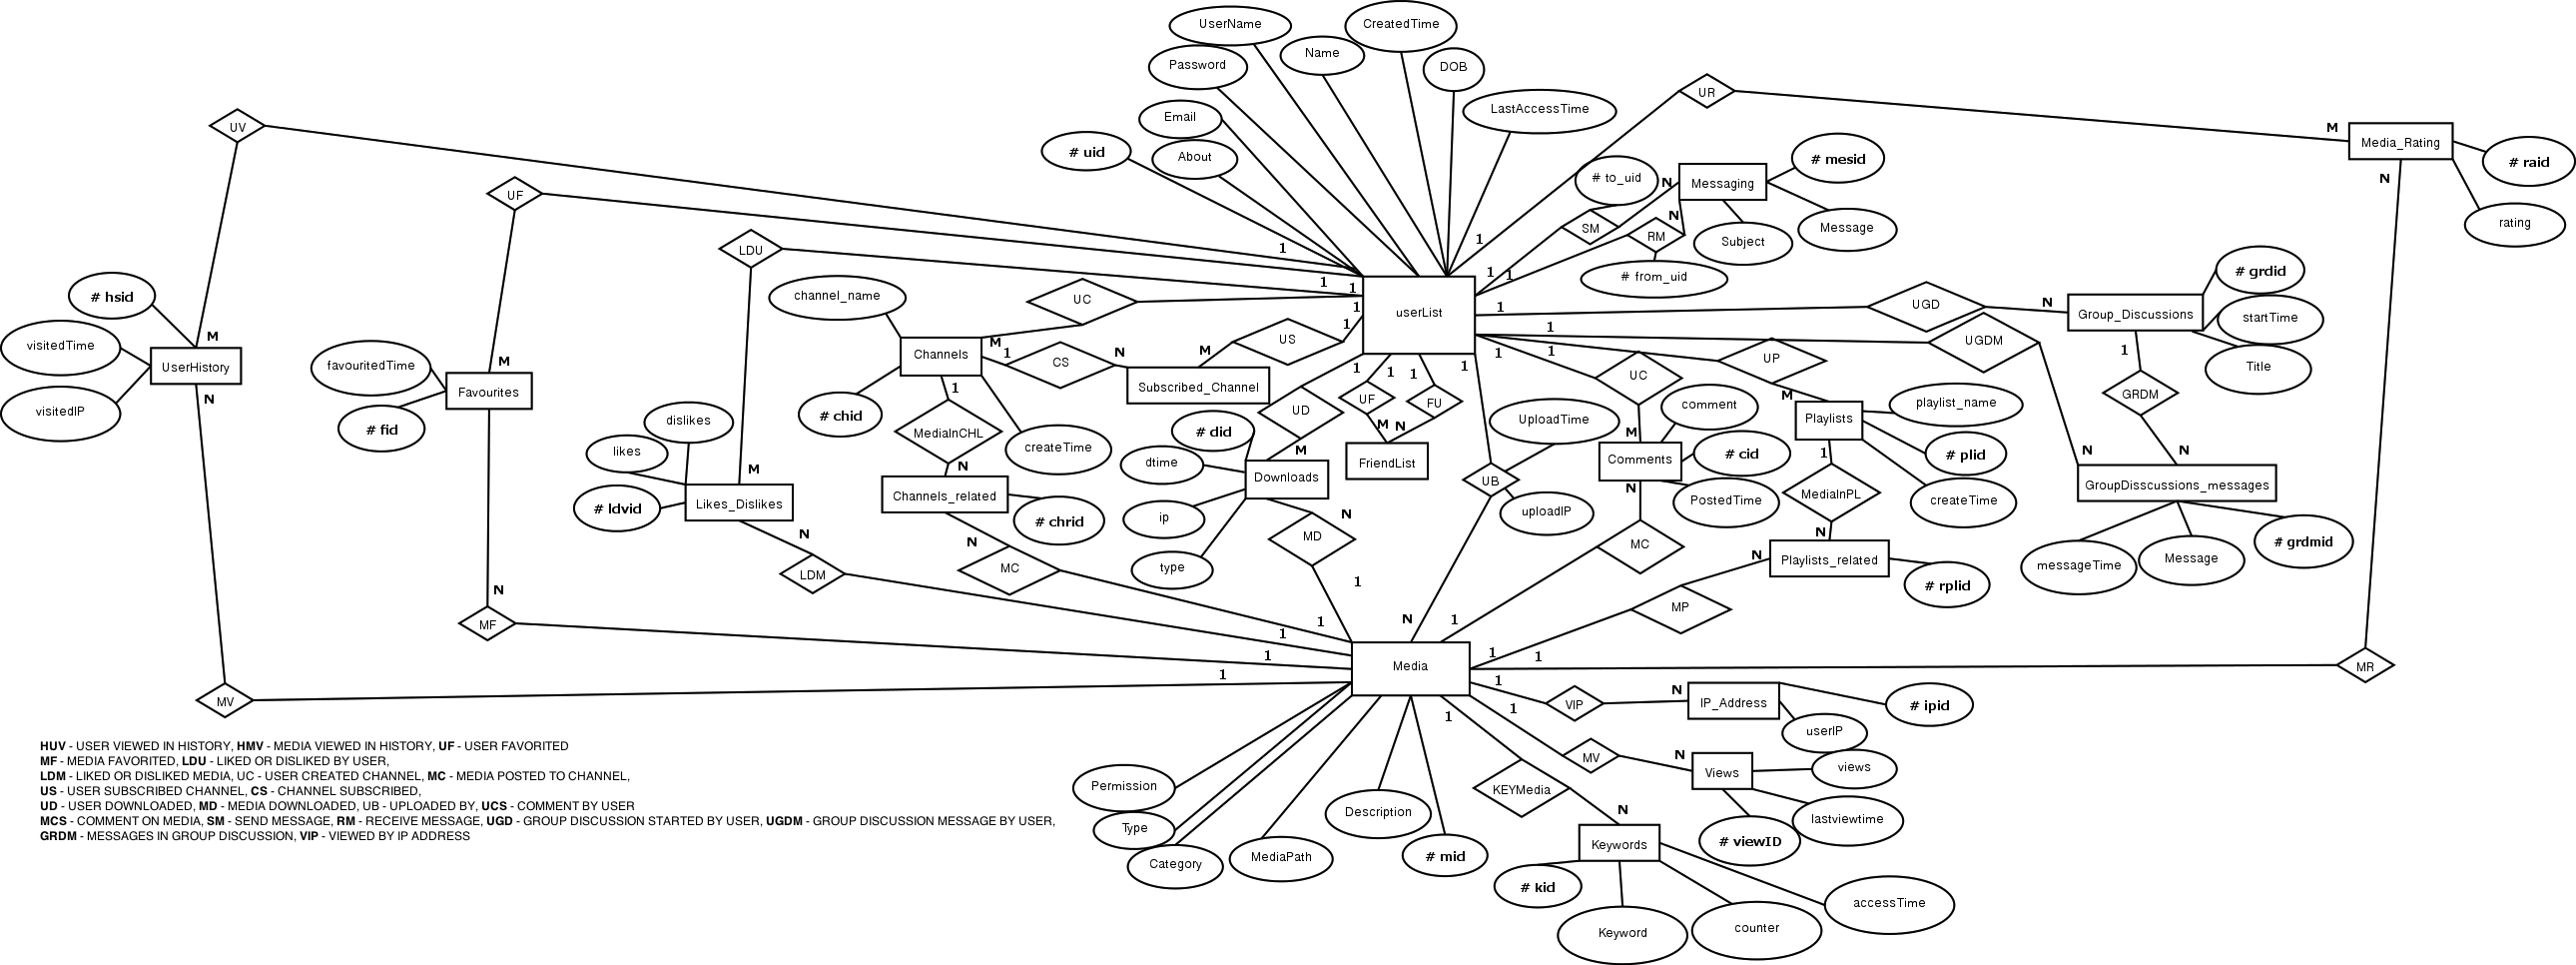 UserName
CreatedTime
Name
Password
DOB
LastAccessTime
Email
About
# uid
UR
M
Media_Rating
# raid
rating
N
UV
UF
LDU
1
1
1
1
1
1
1
1
1
# to_uid
N
Messaging
# mesid
SM
N
RM
Subject
Message
# from_uid
# hsid
visitedTime
visitedIP
M
UserHistory
N
favouritedTime
M
Favourites
# fid
channel_name
UC
userList
1
UGD
N
Group_Discussions
# grdid
startTime
Title
1
UGDM
M
Channels
1
CS
N
M
US
Subscribed_Channel
1
1
1
1
1
1
UP
UC
1
GRDM
# chid
1
MediaInCHL
createTime
N
UD
UF
FU
M
N
FriendList
UploadTime
comment
M
Comments
# cid
PostedTime
N
M
Playlists
playlist_name
# plid
createTime
1
MediaInPL
N
N
N
GroupDisscussions_messages
messageTime
Message
# grdmid
dislikes
likes
# ldvid
M
Likes_Dislikes
N
LDM
Channels_related
# chrid
N
MC
# did
dtime
ip
type
M
Downloads
N
MD
1
UB
uploadIP
N
MC
N
Playlists_related
# rplid
MP
N
MF
MV
1
1
1
1
1
Media
1
1
MR
1
VIP
N
IP_Address
# ipid
userIP
1
MV
N
Views
views
lastviewtime
# viewID
1
KEYMedia
N
Keywords
# kid
Keyword
counter
accessTime
Permission
Type
Category
MediaPath
Description
# mid
HUV - USER VIEWED IN HISTORY, HMV - MEDIA VIEWED IN HISTORY, UF - USER FAVORITED
MF - MEDIA FAVORITED, LDU - LIKED OR DISLIKED BY USER,
LDM - LIKED OR DISLIKED MEDIA, UC - USER CREATED CHANNEL, MC - MEDIA POSTED TO CHANNEL,
US - USER SUBSCRIBED CHANNEL, CS - CHANNEL SUBSCRIBED,
UD - USER DOWNLOADED, MD - MEDIA DOWNLOADED, UB - UPLOADED BY, UCS - COMMENT BY USER
MCS - COMMENT ON MEDIA, SM - SEND MESSAGE, RM - RECEIVE MESSAGE, UGD - GROUP DISCUSSION STARTED BY USER, UGDM - GROUP DISCUSSION MESSAGE BY USER,
GRDM - MESSAGES IN GROUP DISCUSSION, VIP - VIEWED BY IP ADDRESS